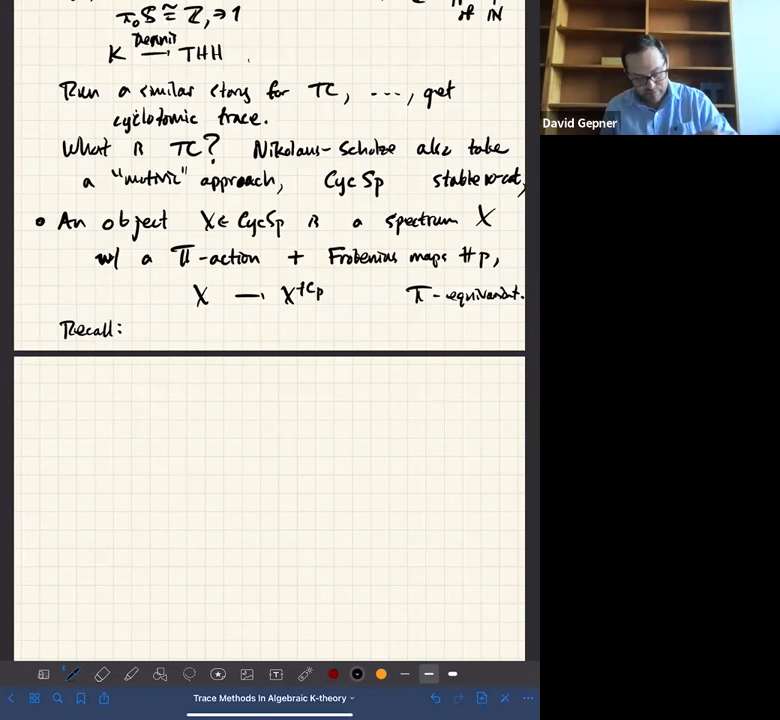 π₀S ≅ Z, ∋ 1
of N
K —Dennis→ THH
Run a similar story for TC, ..., get
cyclotomic trace.
What is TC? Nikolaus-Scholze also take
a "motivic" approach, CycSp stable ∞-cat,
• An object X ∈ CycSp is a spectrum X
w/ a 𝕋-action + Frobenius maps ∀p,
X → X^{tCp} 𝕋-equivariant.
Recall:
David Gepner
Trace Methods In Algebraic K-theory